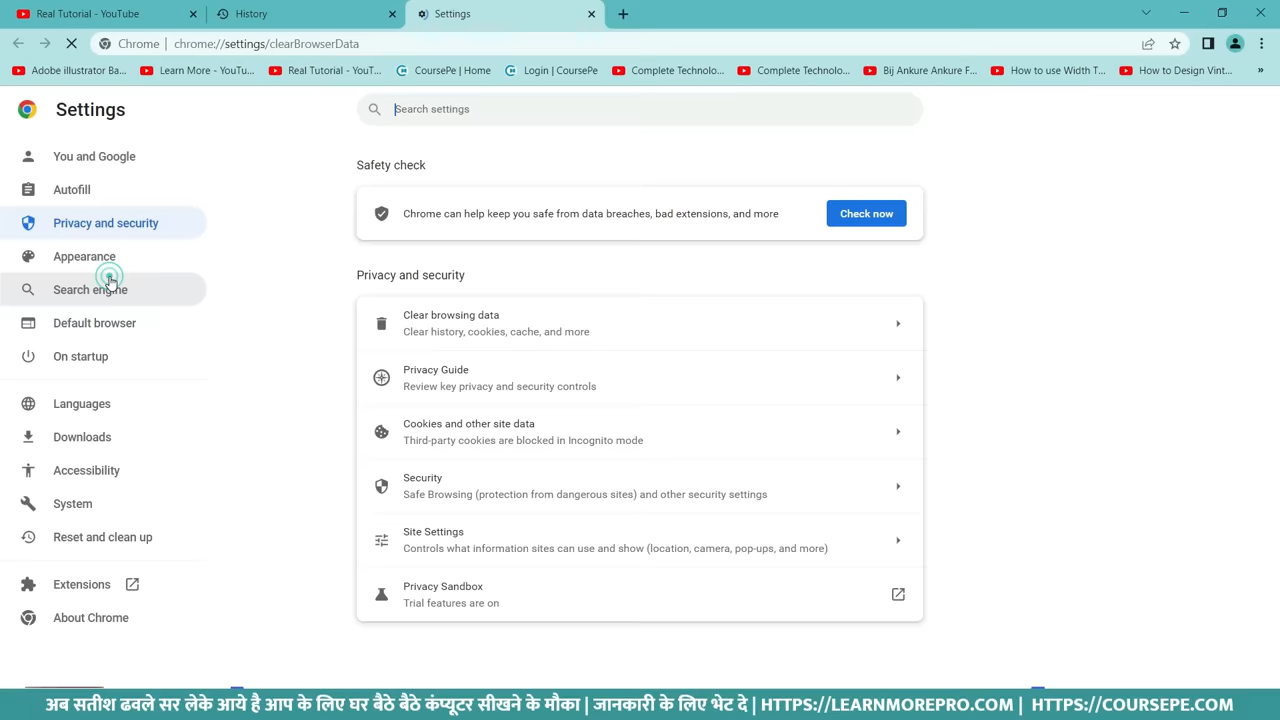 Real Tutorial - YouTube
History
Settings
Chrome | chrome://settings/clearBrowserData
Adobe illustrator Ba...
Learn More - YouTu...
Real Tutorial - YouT...
CoursePe | Home
Login | CoursePe
Complete Technolo...
Complete Technolo...
Bij Ankure Ankure F...
How to use Width T...
How to Design Vint...
Settings
Search settings
You and Google
Autofill
Privacy and security
Appearance
Search engine
Default browser
On startup
Languages
Downloads
Accessibility
System
Reset and clean up
Extensions
About Chrome
Safety check
Chrome can help keep you safe from data breaches, bad extensions, and more
Check now
Privacy and security
Clear browsing data
Clear history, cookies, cache, and more
Privacy Guide
Review key privacy and security controls
Cookies and other site data
Third-party cookies are blocked in Incognito mode
Security
Safe Browsing (protection from dangerous sites) and other security settings
Site Settings
Controls what information sites can use and show (location, camera, pop-ups, and more)
Privacy Sandbox
Trial features are on
अब सतीश ढवले सर लेके आये है आप के लिए घर बैठे बैठे कंप्यूटर सीखने के मौका | जानकारी के लिए भेट दे | HTTPS://LEARNMOREPRO.COM | HTTPS://COURSEPE.COM